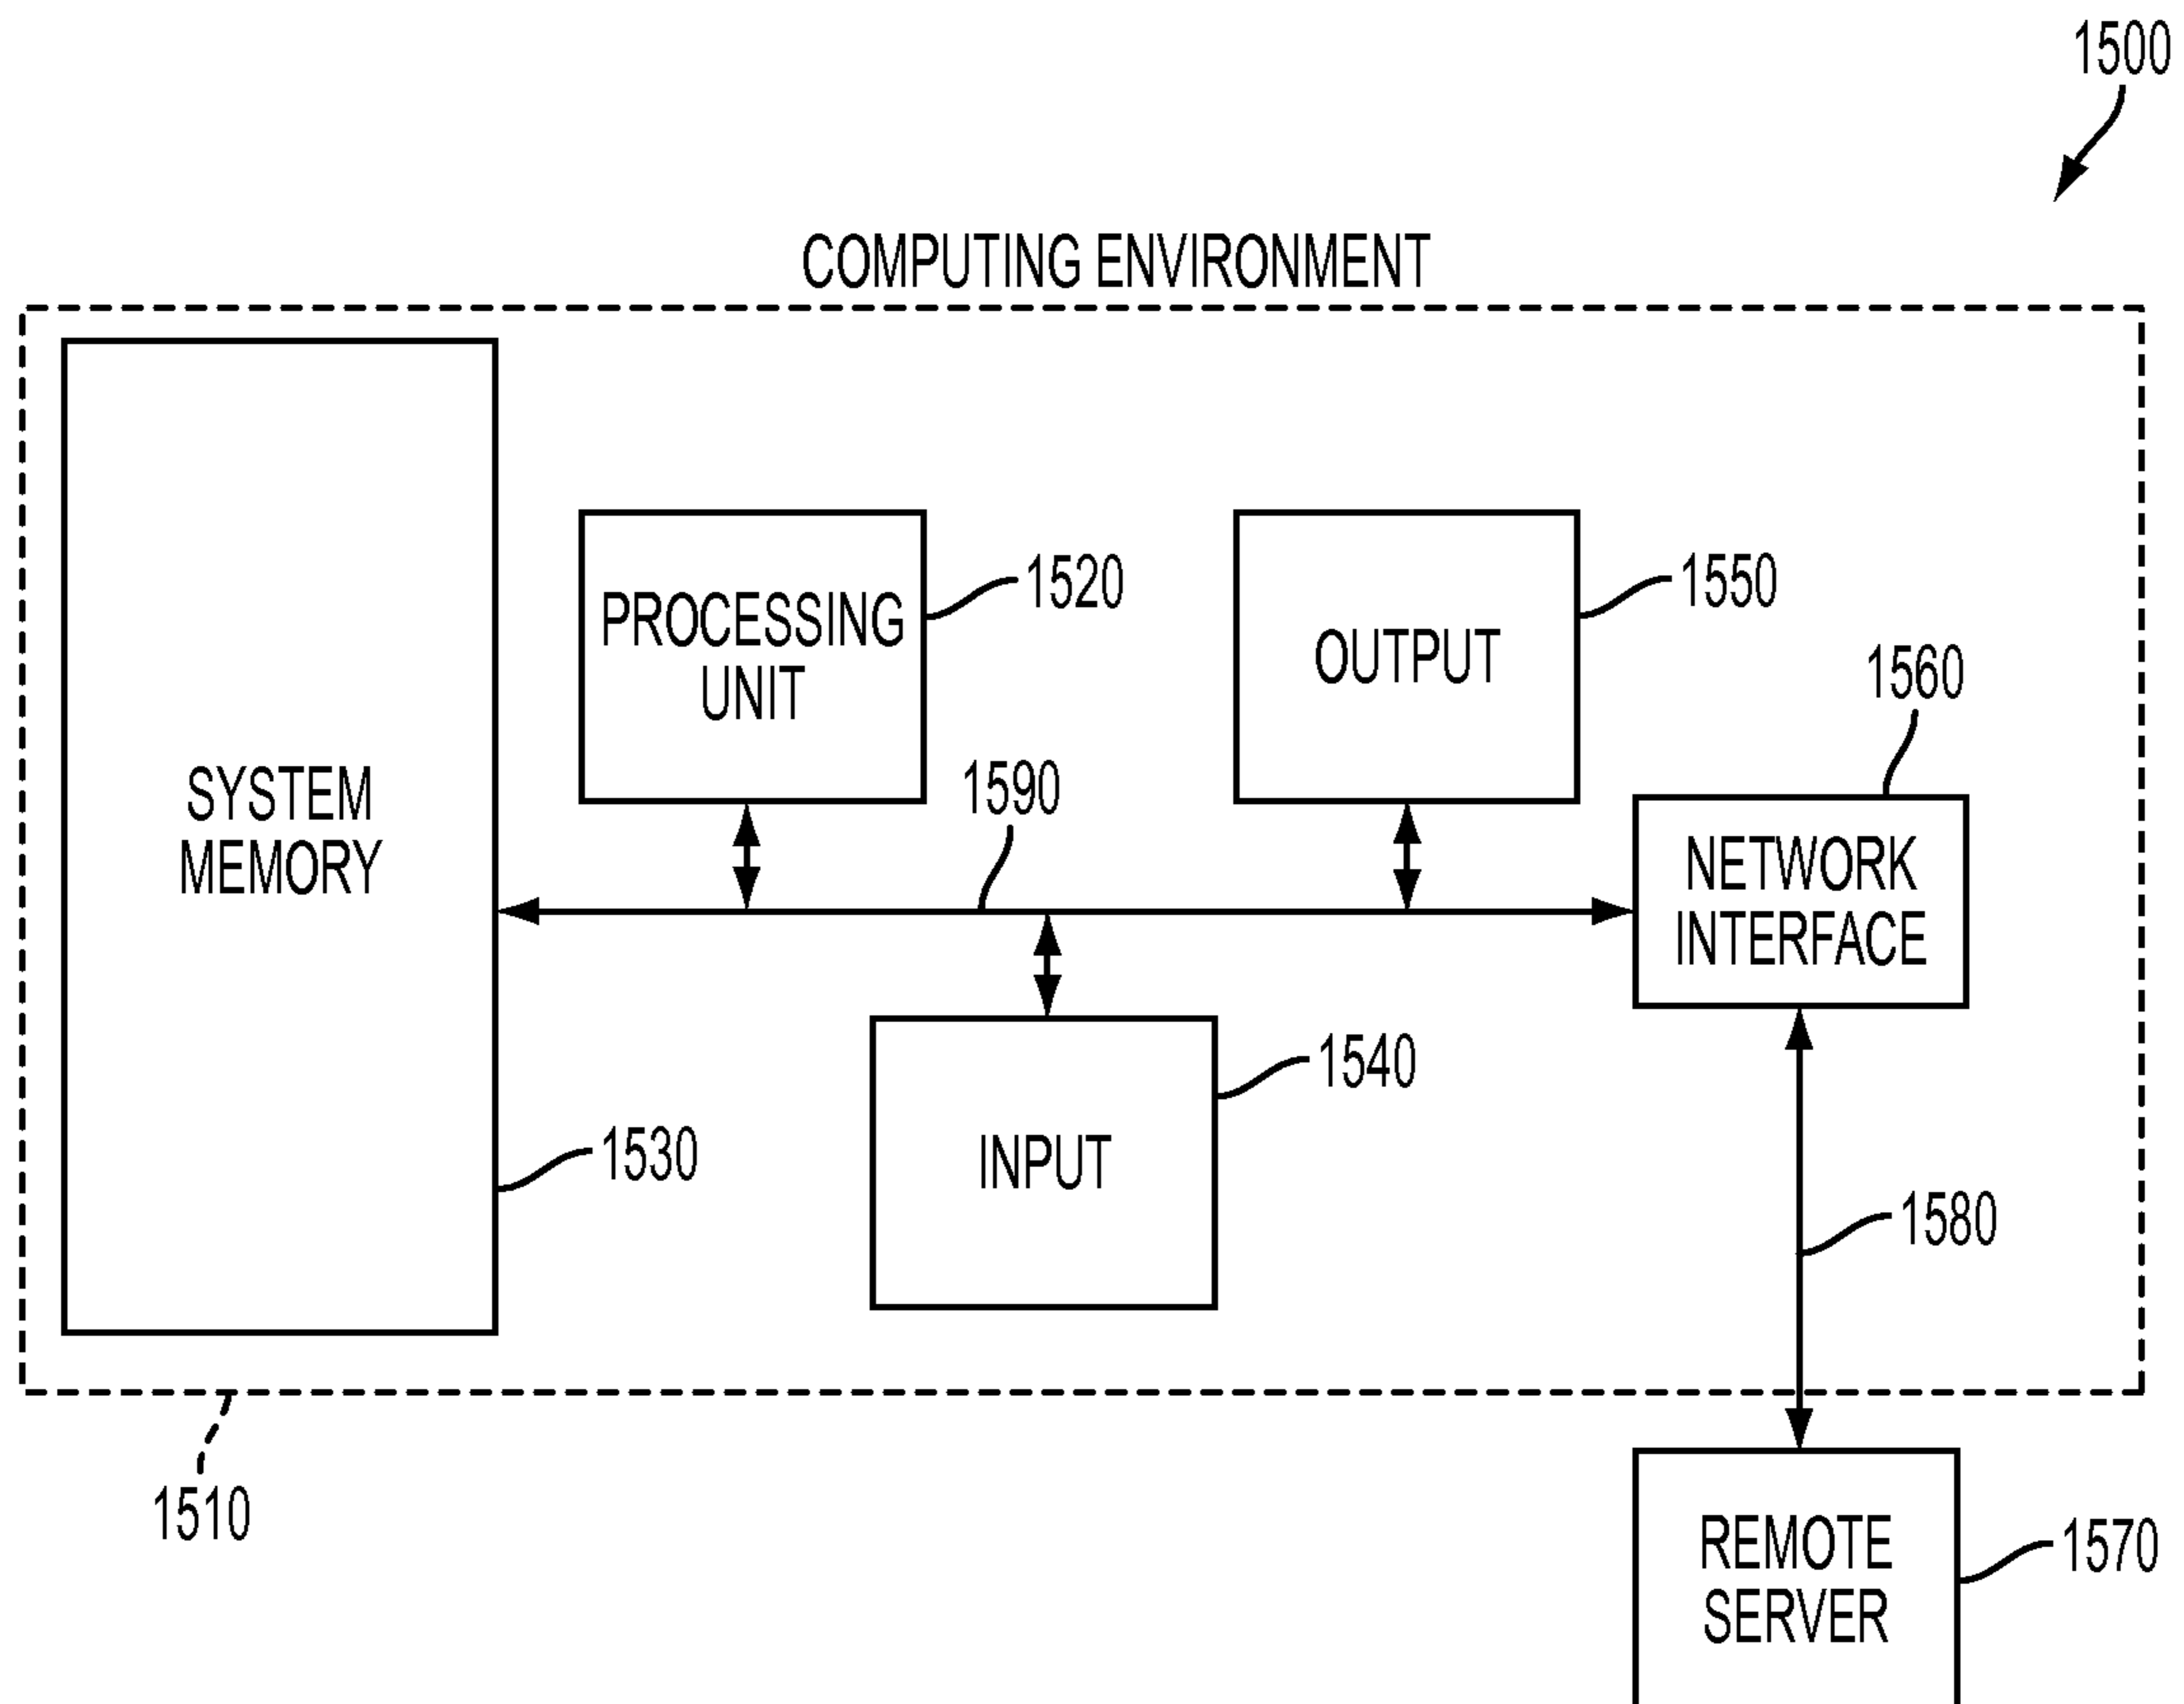 1500
COMPUTING ENVIRONMENT
PROCESSING
UNIT
1520
OUTPUT
1550
1560
SYSTEM
MEMORY
1590
NETWORK
INTERFACE
1540
INPUT
1530
1580
1510
REMOTE
SERVER
1570